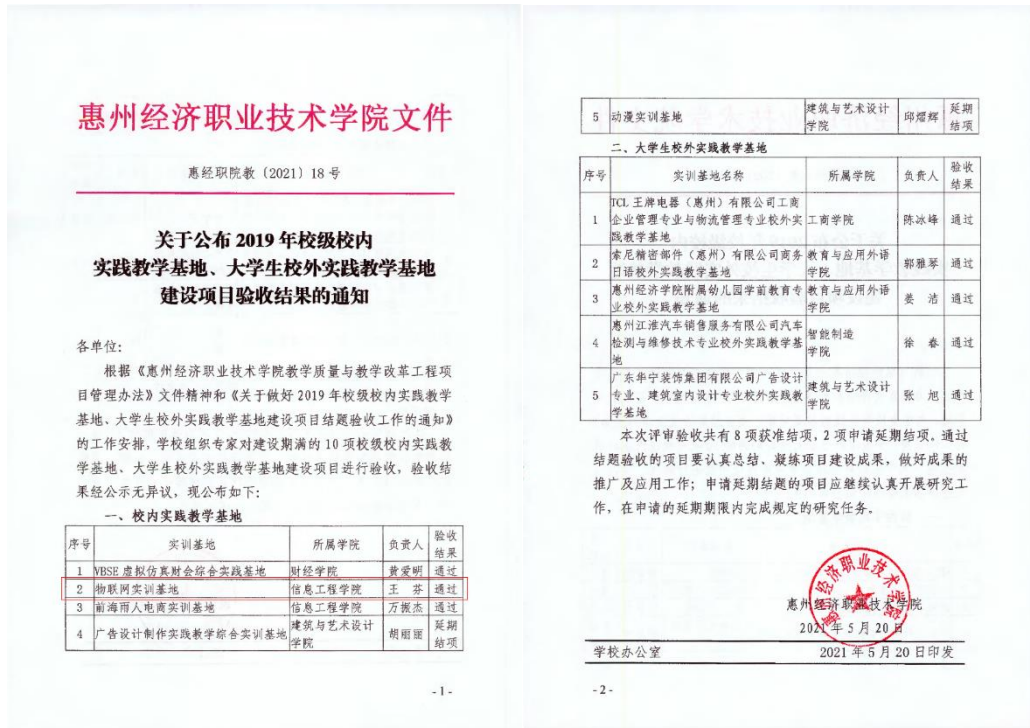 惠州经济职业技术学院文件
惠经职院教〔2021〕18号
关于公布 2019 年校级校内
实践教学基地、大学生校外实践教学基地
建设项目验收结果的通知
各单位:
根据《惠州经济职业技术学院教学质量与教学改革工程项
目管理办法》文件精神和《关于做好 2019 年校级校内实践教学
基地、大学生校外实践教学基地建设项目结题验收工作的通知》
的工作安排,学校组织专家对建设期满的 10 项校级校内实践教
学基地、大学生校外实践教学基地建设项目进行验收,验收结
果经公示无异议,现公布如下:
一、校内实践教学基地
序号 实训基地 所属学院 负责人 验收结果
1 VBSE 虚拟仿真财会综合实践基地 财经学院 黄爱明 通过
2 物联网实训基地 信息工程学院 王 芬 通过
3 前海雨人电商实训基地 信息工程学院 万振杰 通过
4 广告设计制作实践教学综合实训基地 建筑与艺术设计学院 胡丽丽 延期结项
- 1 -
5 动漫实训基地 建筑与艺术设计学院 邱熠辉 延期结项
二、大学生校外实践教学基地
序号 实训基地名称 所属学院 负责人 验收结果
1 TCL 王牌电器(惠州)有限公司工商企业管理专业与物流管理专业校外实践教学基地 工商学院 陈冰峰 通过
2 索尼精密部件(惠州)有限公司商务日语校外实践教学基地 教育与应用外语学院 郭雅琴 通过
3 惠州经济学院附属幼儿园学前教育专业校外实践教学基地 教育与应用外语学院 姜 洁 通过
4 惠州江淮汽车销售服务有限公司汽车检测与维修技术专业校外实践教学基地 智能制造学院 徐 春 通过
5 广东华宁装饰集团有限公司广告设计专业、建筑室内设计专业校外实践教学基地 建筑与艺术设计学院 张 旭 通过
本次评审验收共有 8 项获准结项,2 项申请延期结项。通过
结题验收的项目要认真总结、凝练项目建设成果,做好成果的
推广及应用工作;申请延期结题的项目应继续认真开展研究工
作,在申请的延期期限内完成规定的研究任务。
惠州经济职业技术学院
2021 年 5 月 20 日
学校办公室 2021 年 5 月 20 日印发
- 2 -